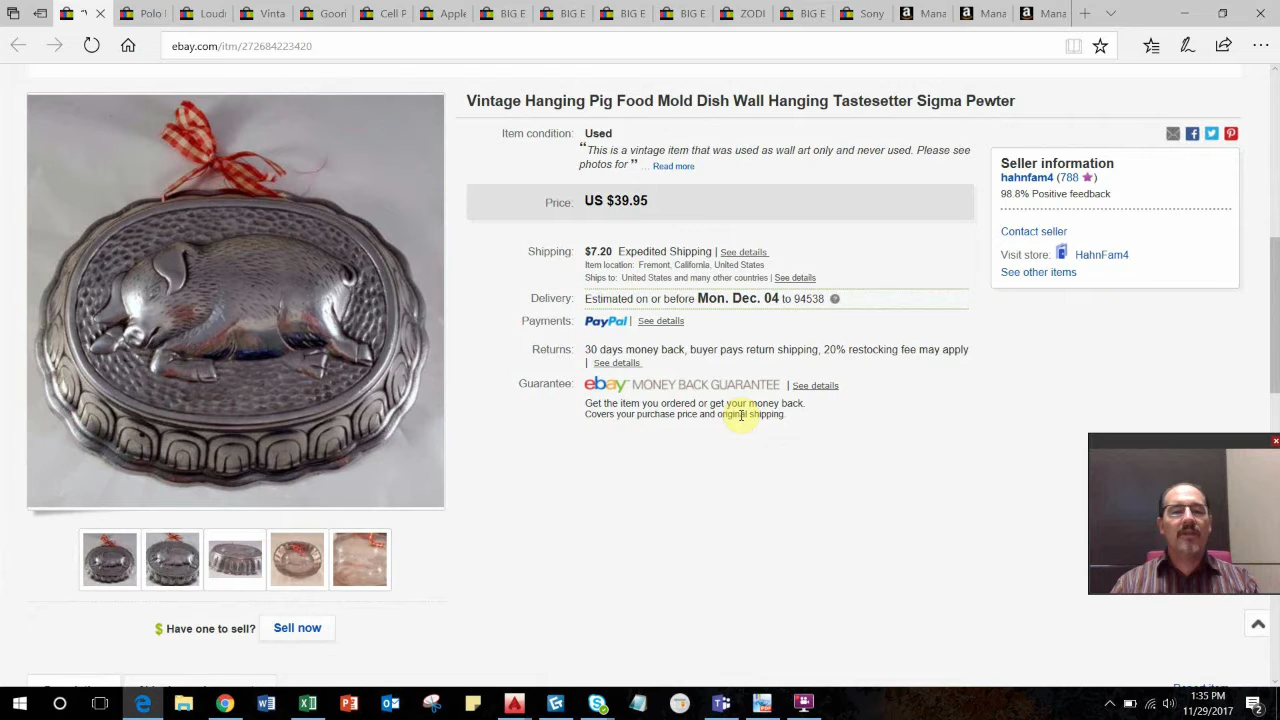 Polo
Loudi
Vinta
Goori
Cell P
Apple
BIG E
BIG E
BIG E
BIG E
ZODI
BIG E
Sony
Mana
Mana
Mana
ebay.com/itm/272684223420
Vintage Hanging Pig Food Mold Dish Wall Hanging Tastesetter Sigma Pewter
Item condition: Used
“This is a vintage item that was used as wall art only and never used. Please see
photos for ” ... Read more
Price: US $39.95
Shipping: $7.20 Expedited Shipping | See details
Item location: Fremont, California, United States
Ships to: United States and many other countries | See details
Delivery: Estimated on or before Mon. Dec. 04 to 94538
Payments: PayPal | See details
Returns: 30 days money back, buyer pays return shipping, 20% restocking fee may apply
| See details
Guarantee: ebay MONEY BACK GUARANTEE | See details
Get the item you ordered or get your money back.
Covers your purchase price and original shipping.
Seller information
hahnfam4 (788)
98.8% Positive feedback
Contact seller
Visit store: HahnFam4
See other items
$ Have one to sell? Sell now
1:35 PM
11/29/2017
2